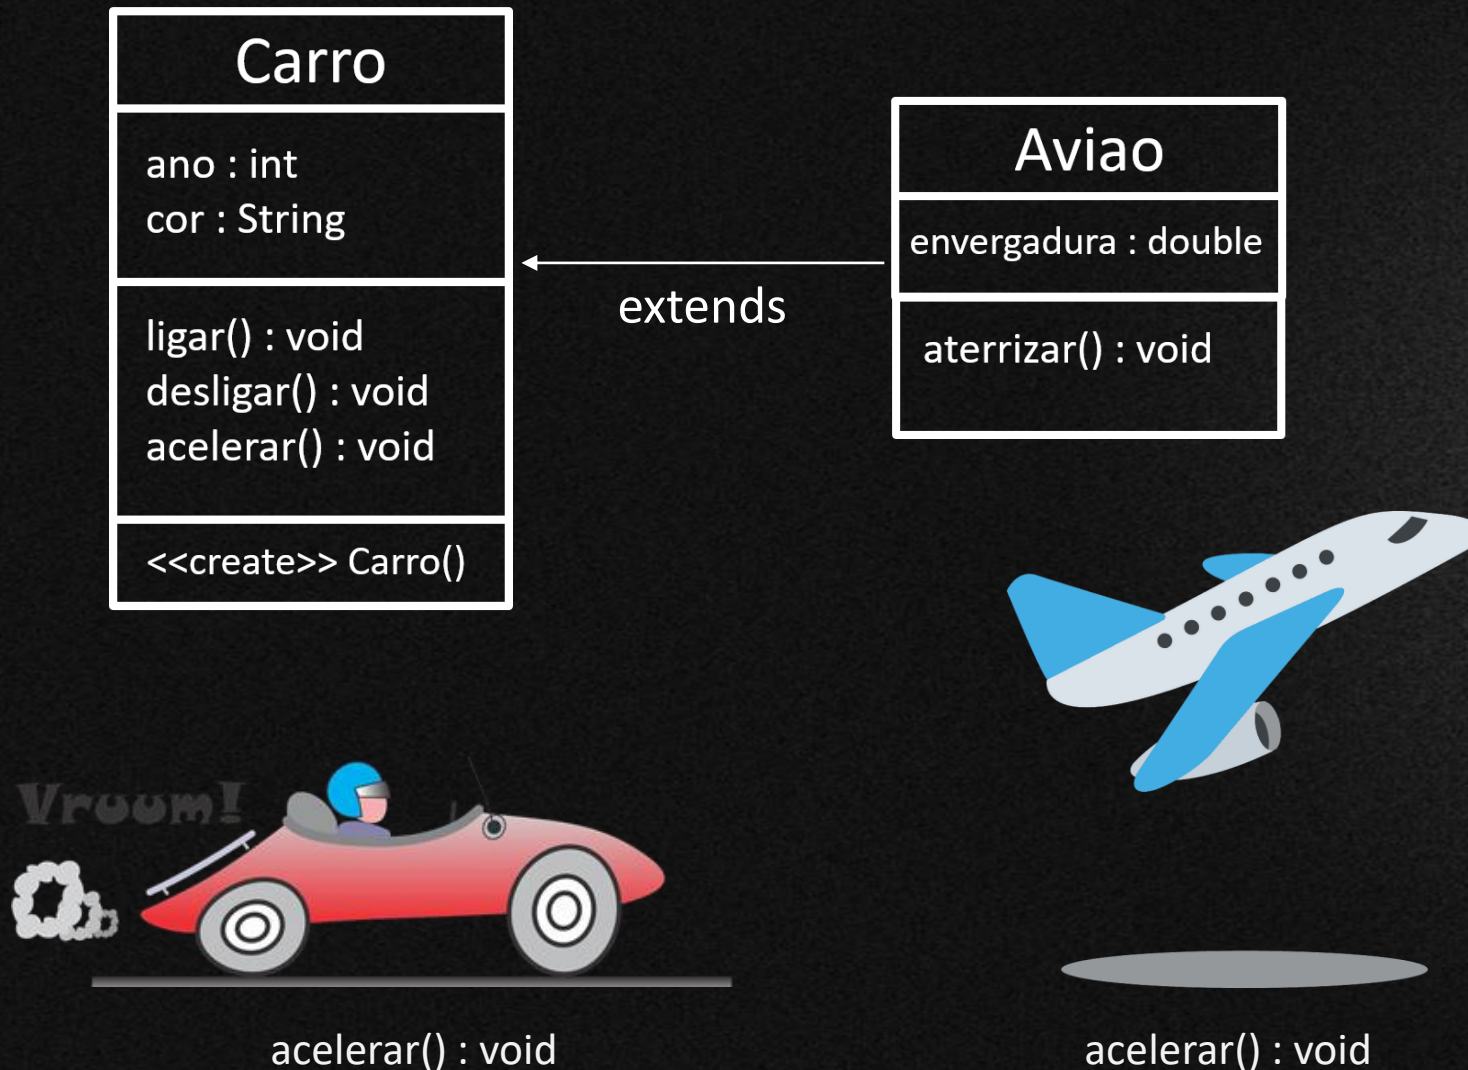 Carro
ano : int
cor : String
ligar() : void
desligar() : void
acelerar() : void
<<create>> Carro()
extends
Aviao
envergadura : double
aterrizar() : void
Vruum!
acelerar() : void
acelerar() : void